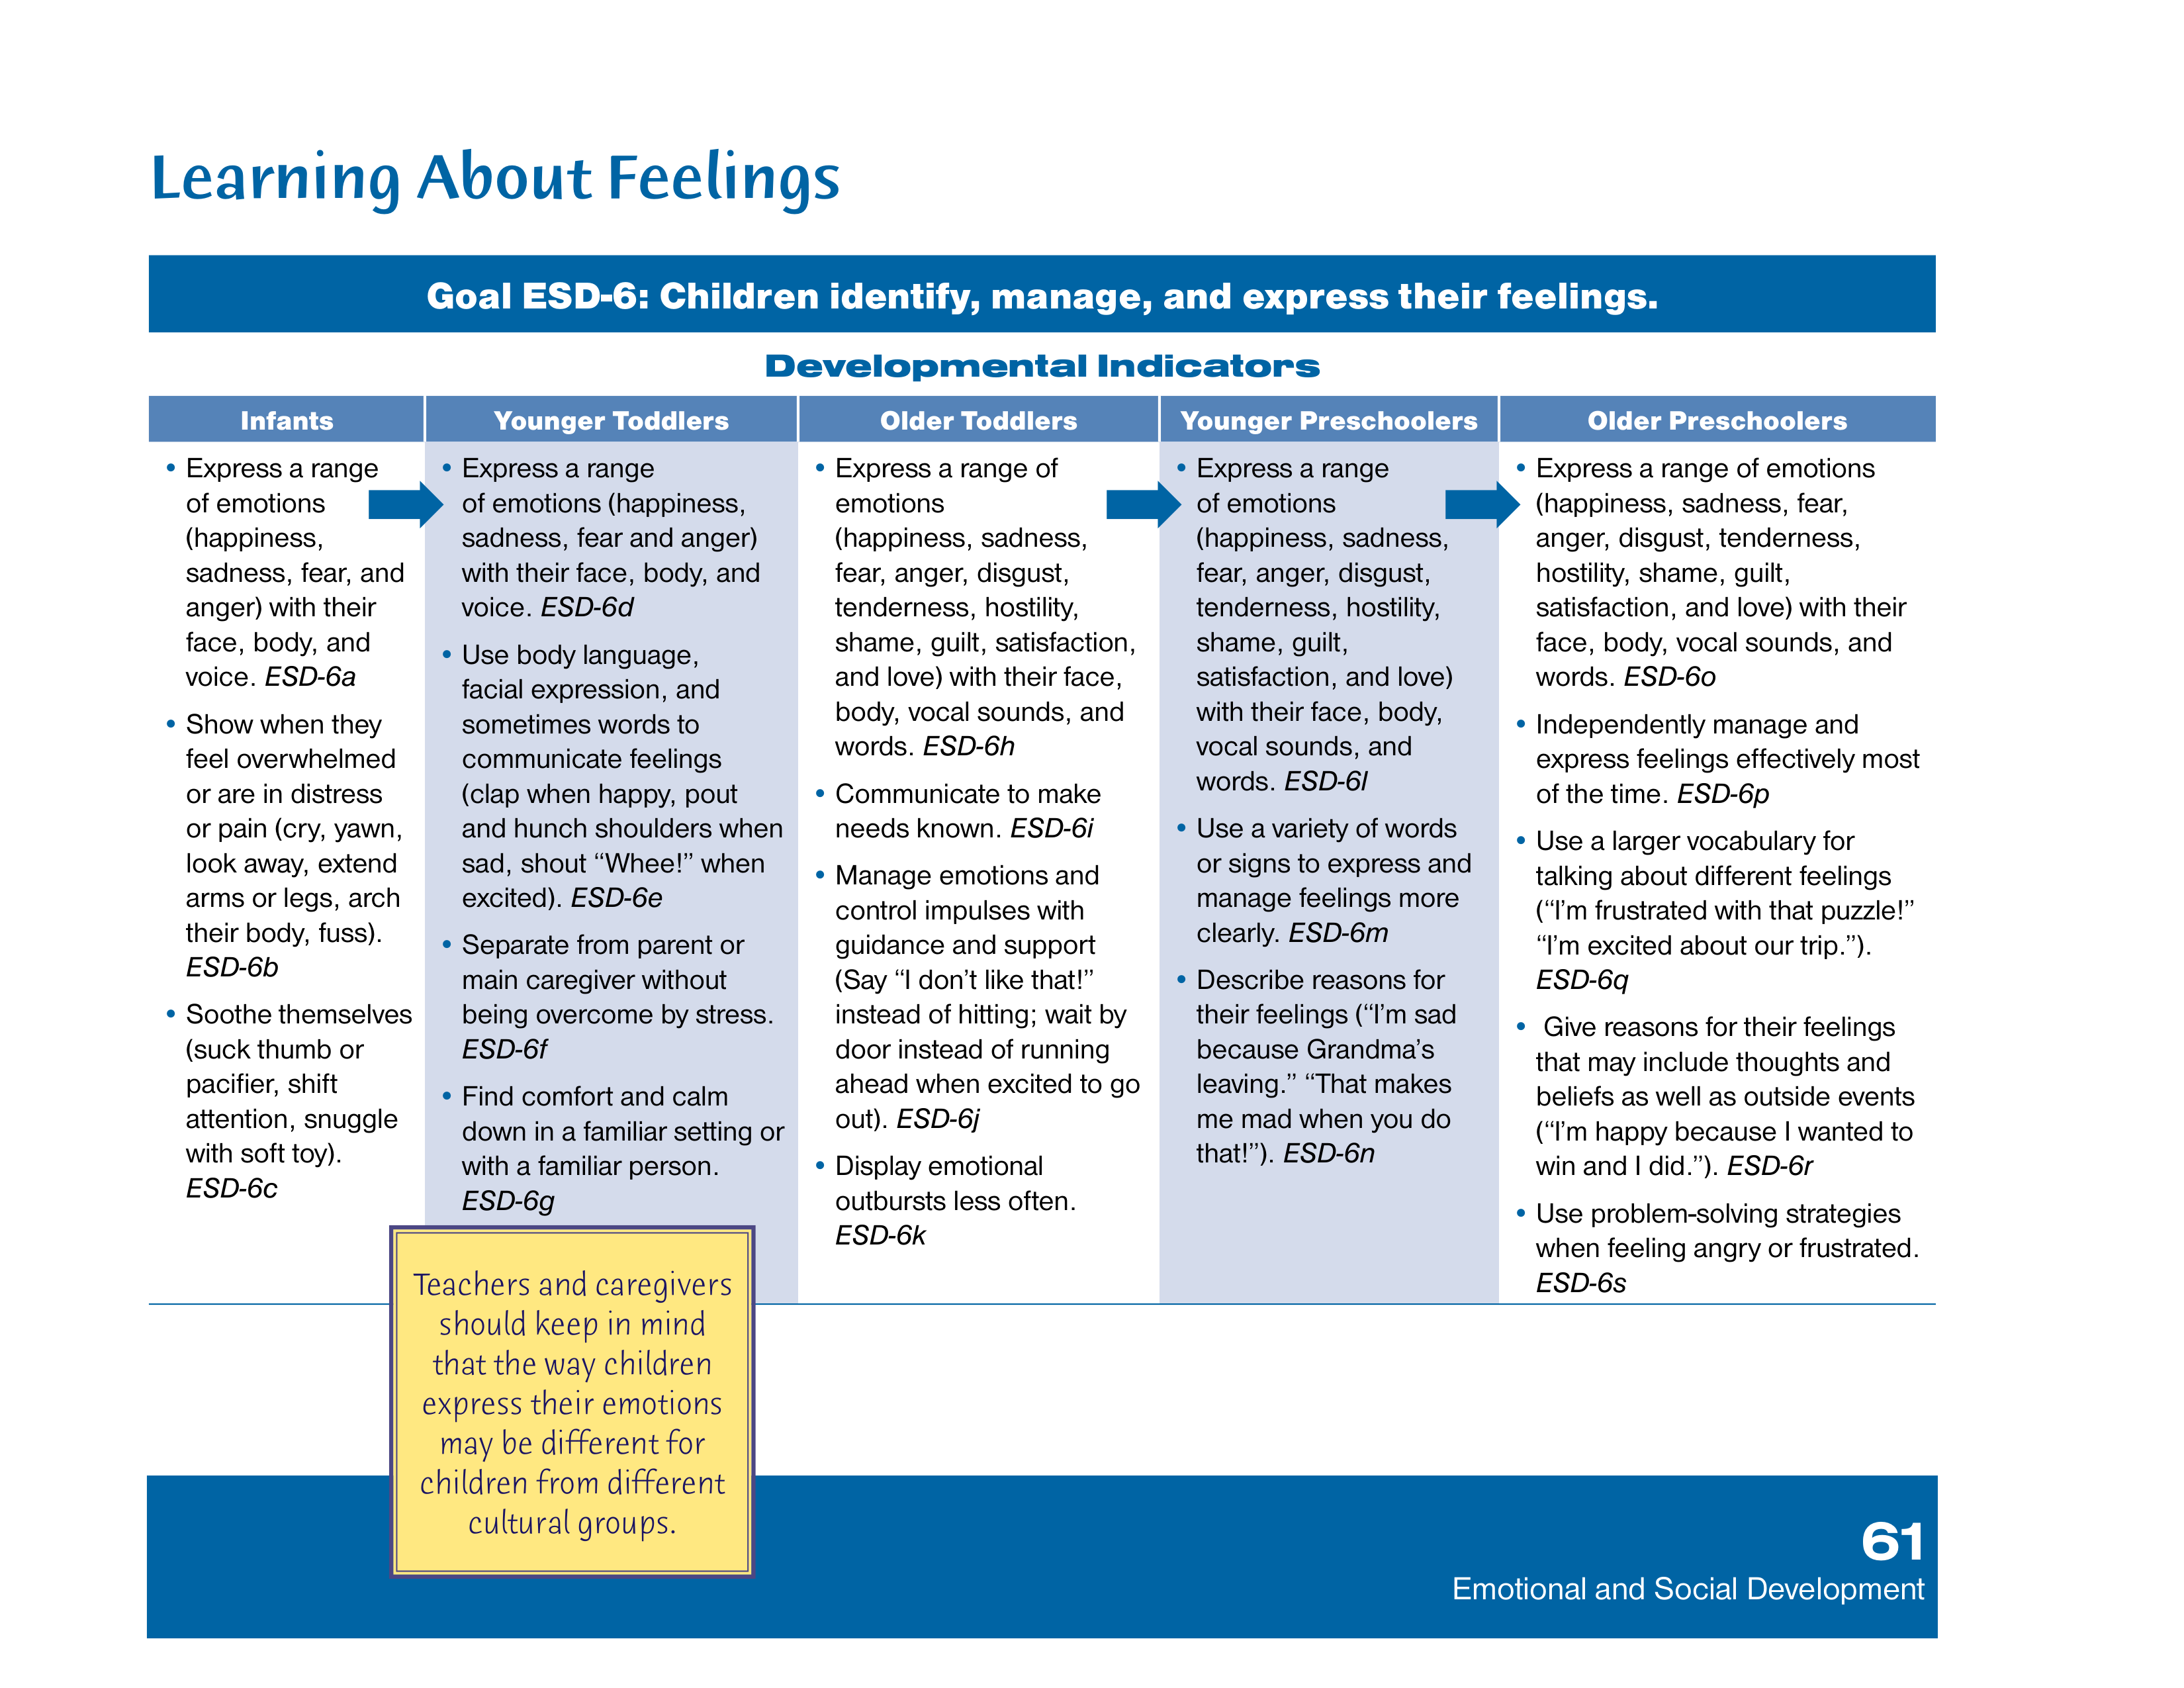 Learning About Feelings
Goal ESD-6: Children identify, manage, and express their feelings.
Developmental Indicators
Infants
• Express a range
of emotions
(happiness,
sadness, fear, and
anger) with their
face, body, and
voice. ESD-6a
• Show when they
feel overwhelmed
or are in distress
or pain (cry, yawn,
look away, extend
arms or legs, arch
their body, fuss).
ESD-6b
• Soothe themselves
(suck thumb or
pacifier, shift
attention, snuggle
with soft toy).
ESD-6c
Younger Toddlers
• Express a range
of emotions (happiness,
sadness, fear and anger)
with their face, body, and
voice. ESD-6d
• Use body language,
facial expression, and
sometimes words to
communicate feelings
(clap when happy, pout
and hunch shoulders when
sad, shout “Whee!” when
excited). ESD-6e
• Separate from parent or
main caregiver without
being overcome by stress.
ESD-6f
• Find comfort and calm
down in a familiar setting or
with a familiar person.
ESD-6g
Older Toddlers
• Express a range of
emotions
(happiness, sadness,
fear, anger, disgust,
tenderness, hostility,
shame, guilt, satisfaction,
and love) with their face,
body, vocal sounds, and
words. ESD-6h
• Communicate to make
needs known. ESD-6i
• Manage emotions and
control impulses with
guidance and support
(Say “I don’t like that!”
instead of hitting; wait by
door instead of running
ahead when excited to go
out). ESD-6j
• Display emotional
outbursts less often.
ESD-6k
Younger Preschoolers
• Express a range
of emotions
(happiness, sadness,
fear, anger, disgust,
tenderness, hostility,
shame, guilt,
satisfaction, and love)
with their face, body,
vocal sounds, and
words. ESD-6l
• Use a variety of words
or signs to express and
manage feelings more
clearly. ESD-6m
• Describe reasons for
their feelings (“I’m sad
because Grandma’s
leaving.” “That makes
me mad when you do
that!”). ESD-6n
Older Preschoolers
• Express a range of emotions
(happiness, sadness, fear,
anger, disgust, tenderness,
hostility, shame, guilt,
satisfaction, and love) with their
face, body, vocal sounds, and
words. ESD-6o
• Independently manage and
express feelings effectively most
of the time. ESD-6p
• Use a larger vocabulary for
talking about different feelings
(“I’m frustrated with that puzzle!”
“I’m excited about our trip.”).
ESD-6q
• Give reasons for their feelings
that may include thoughts and
beliefs as well as outside events
(“I’m happy because I wanted to
win and I did.”). ESD-6r
• Use problem-solving strategies
when feeling angry or frustrated.
ESD-6s
Teachers and caregivers
should keep in mind
that the way children
express their emotions
may be different for
children from different
cultural groups.
61
Emotional and Social Development